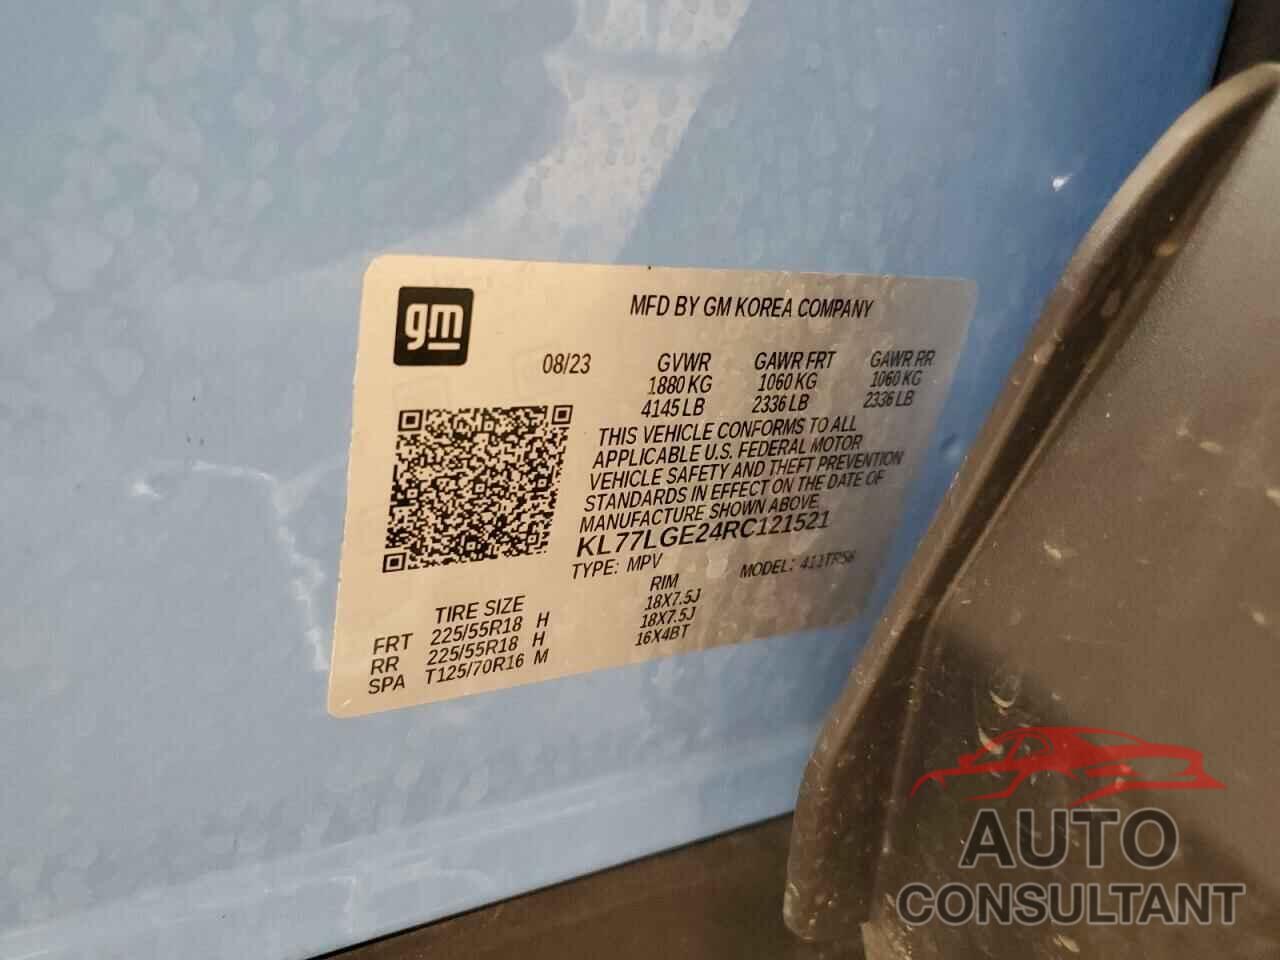 gm
MFD BY GM KOREA COMPANY
08/23 GVWR GAWR FRT GAWR RR
1880 KG 1060 KG 1060 KG
4145 LB 2336 LB 2336 LB
THIS VEHICLE CONFORMS TO ALL
APPLICABLE U.S. FEDERAL MOTOR
VEHICLE SAFETY AND THEFT PREVENTION
STANDARDS IN EFFECT ON THE DATE OF
MANUFACTURE SHOWN ABOVE.
KL77LGE24RC121521
TYPE: MPV MODEL: 411TR58
TIRE SIZE RIM
FRT 225/55R18 H 18X7.5J
RR 225/55R18 H 18X7.5J
SPA T125/70R16 M 16X4BT
AUTO
CONSULTANT